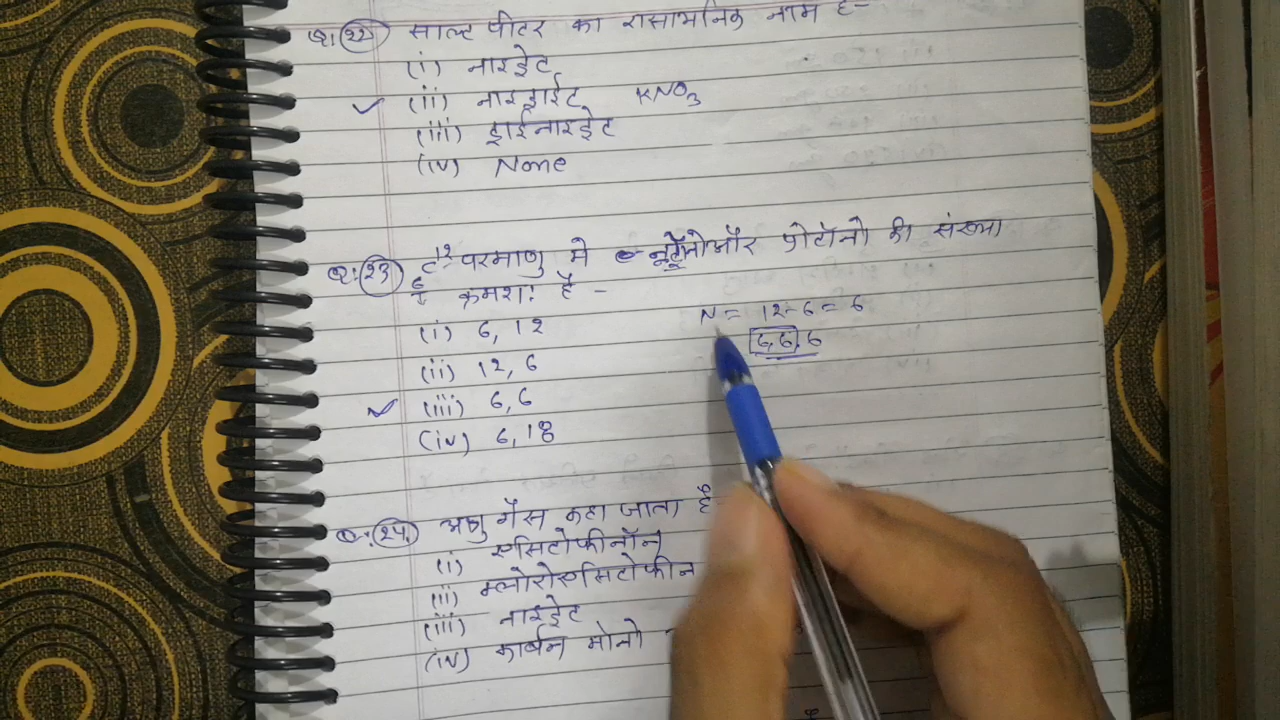 Q:(22) साल्ट पीटर का रासायनिक नाम है-
(i) नाइट्रेट
(ii) नाइट्राईट KNO3
(iii) ड्राईनाइट्रेट
(iv) None
Q:(23) 6C12 परमाणु मे न्यूट्रॉनो और प्रोटॉनो की संख्या
क्रमशः है -
(i) 6, 12
N = 12-6 = 6
(ii) 12, 6
6,6,6
(iii) 6, 6
(iv) 6, 18
Q:(24) अश्रु गैस कहा जाता है
(i) एसिटोफीनॉन
(ii) क्लोरोएसिटोफीन
(iii) नाइट्रेट
(iv) कार्बन मोनो